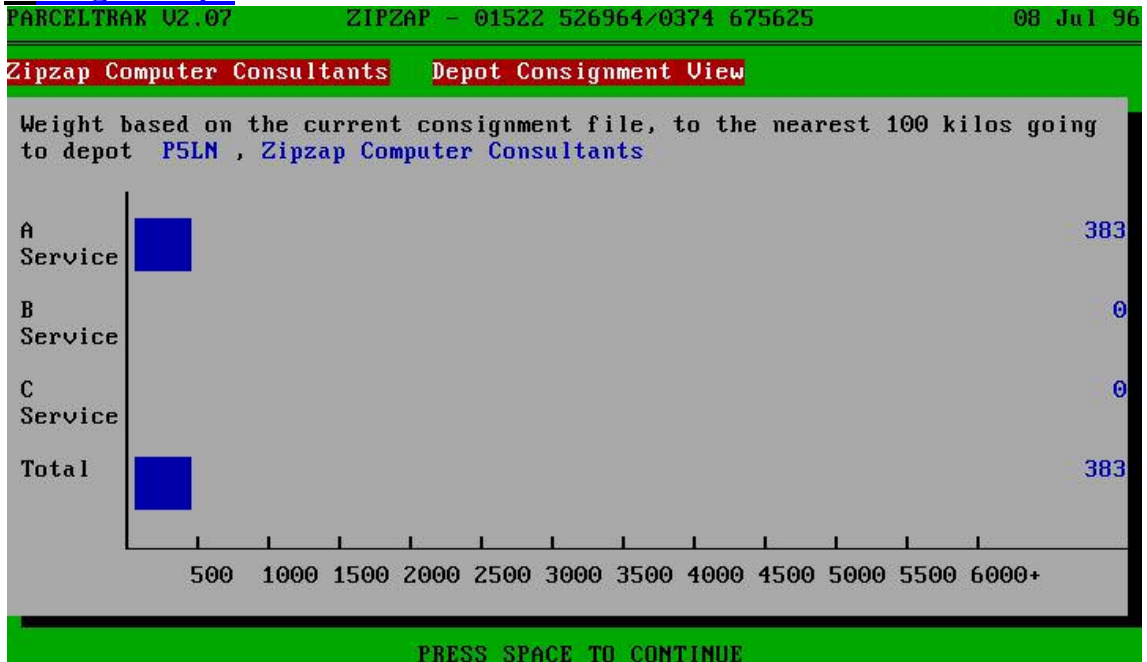 PARCELTRAK V2.07 ZIPZAP - 01522 526964/0374 675625 08 Jul 96
Zipzap Computer Consultants Depot Consignment View
Weight based on the current consignment file, to the nearest 100 kilos going
to depot P5LN , Zipzap Computer Consultants
A
Service 383
B
Service 0
C
Service 0
Total 383
500 1000 1500 2000 2500 3000 3500 4000 4500 5000 5500 6000+
PRESS SPACE TO CONTINUE